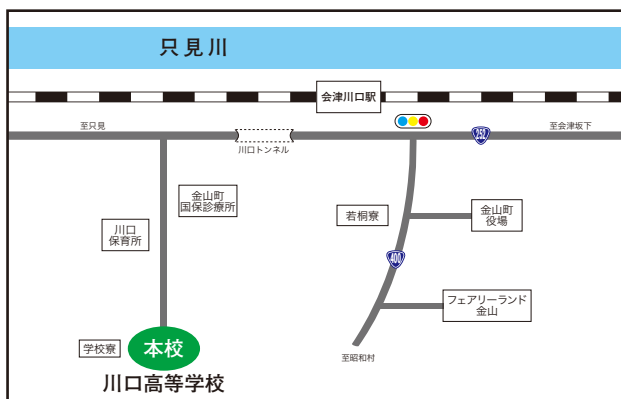 只見川
会津川口駅
至只見
川口トンネル
252
至会津坂下
金山町
国保診療所
川口
保育所
若桐寮
金山町
役場
400
フェアリーランド
金山
学校寮
本校
至昭和村
川口高等学校